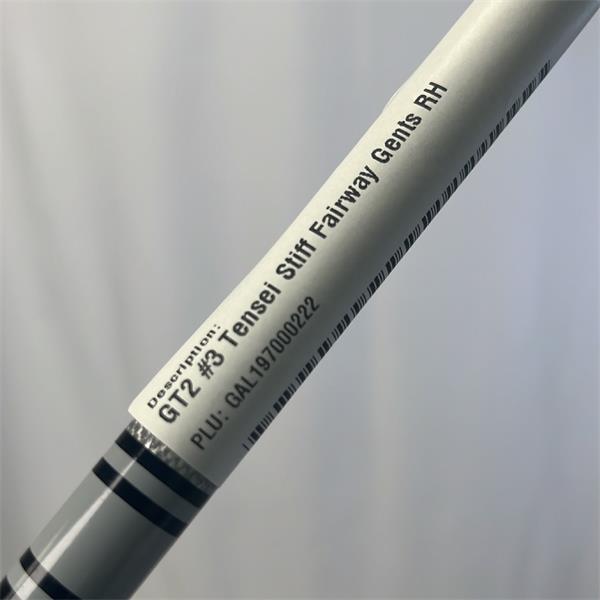 Description:
GT2 #3 Tensei Stiff Fairway Gents RH
PLU: GAL197000222